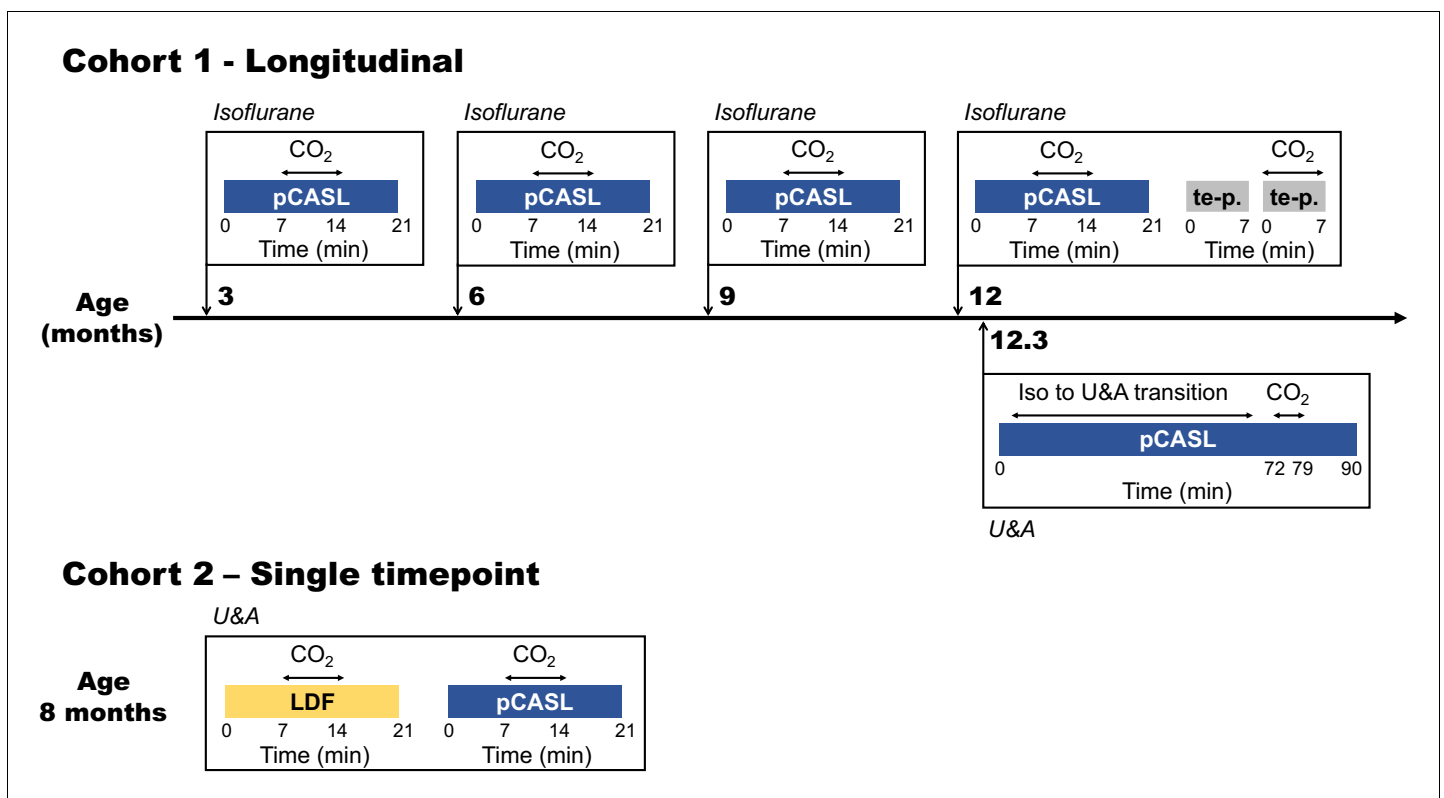 Cohort 1 - Longitudinal
Isoflurane Isoflurane Isoflurane Isoflurane
CO₂ CO₂ CO₂ CO₂ CO₂
pCASL pCASL pCASL pCASL te-p. te-p.
0 7 14 21 0 7 14 21 0 7 14 21 0 7 14 21 0 7 0 7
Time (min) Time (min) Time (min) Time (min) Time (min)
Age
(months)
3 6 9 12
12.3
Iso to U&A transition CO₂
pCASL
0 72 79 90
Time (min)
U&A
Cohort 2 – Single timepoint
U&A
Age
8 months
CO₂ CO₂
LDF pCASL
0 7 14 21 0 7 14 21
Time (min) Time (min)